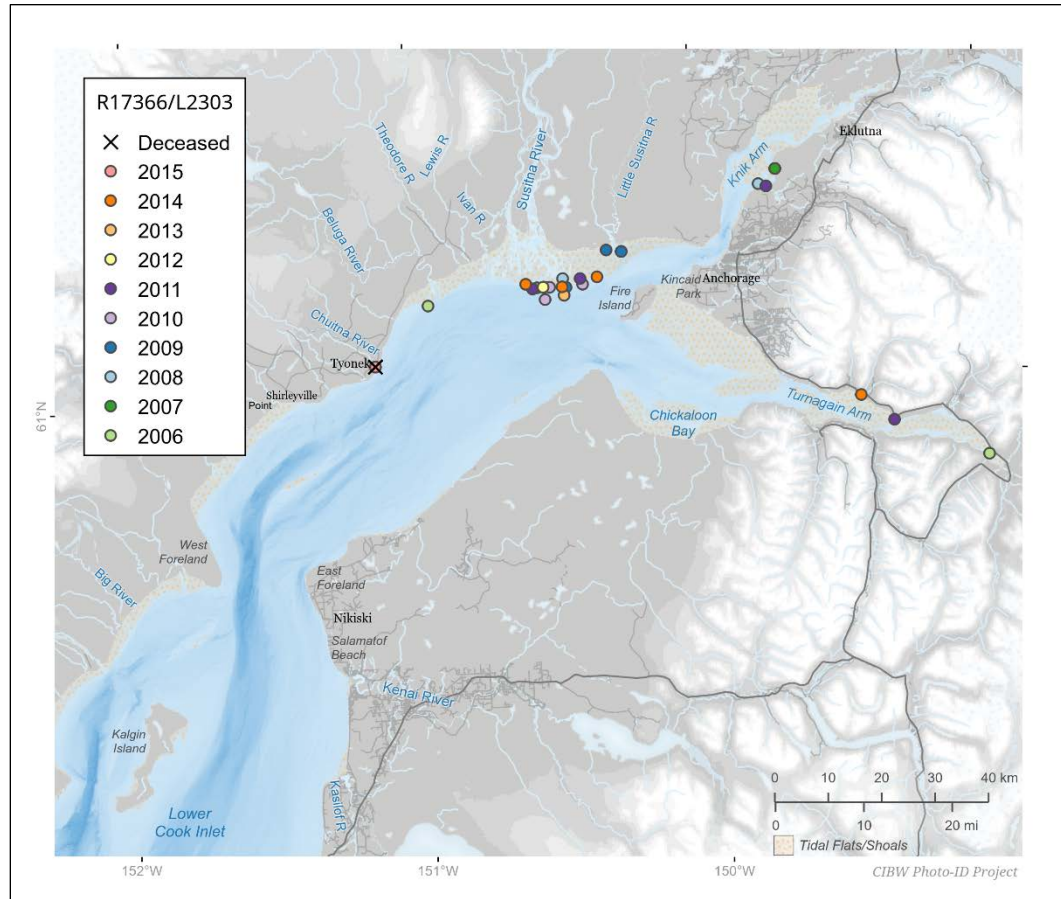 R17366/L2303
Deceased
2015
2014
2013
2012
2011
2010
2009
2008
2007
2006
Theodore R
Lewis R
Ivan R
Susitna River
Little Susitna R
Knik Arm
Eklutna
Beluga River
Chuitna River
Kincaid
Park
Anchorage
Fire
Island
Tyonek
Shirleyville
Point
61°N
Chickaloon
Bay
Turnagain Arm
West
Foreland
East
Foreland
Big River
Nikiski
Salamatof
Beach
Kenai River
Kalgin
Island
Kasilof R
Lower
Cook Inlet
0 10 20 30 40 km
0 10 20 mi
Tidal Flats/Shoals
CIBW Photo-ID Project
152°W
151°W
150°W